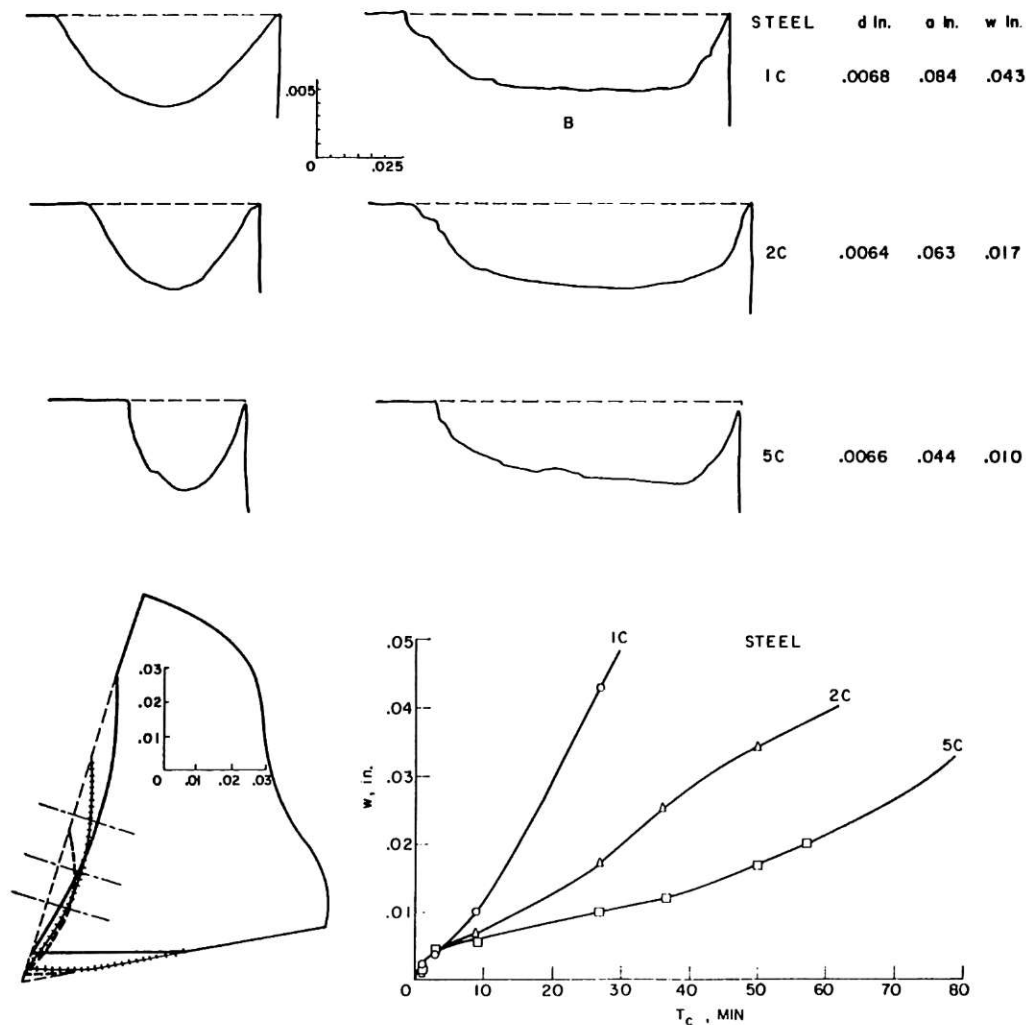 STEEL d in. a in. w in.
1C .0068 .084 .043
.005
0 .025
B
2C .0064 .063 .017
5C .0066 .044 .010
.03
.02
.01
0 .01 .02 .03
STEEL
1C
2C
5C
.05
.04
.03
.02
.01
w, in.
0 10 20 30 40 50 60 70 80
Tc , MIN